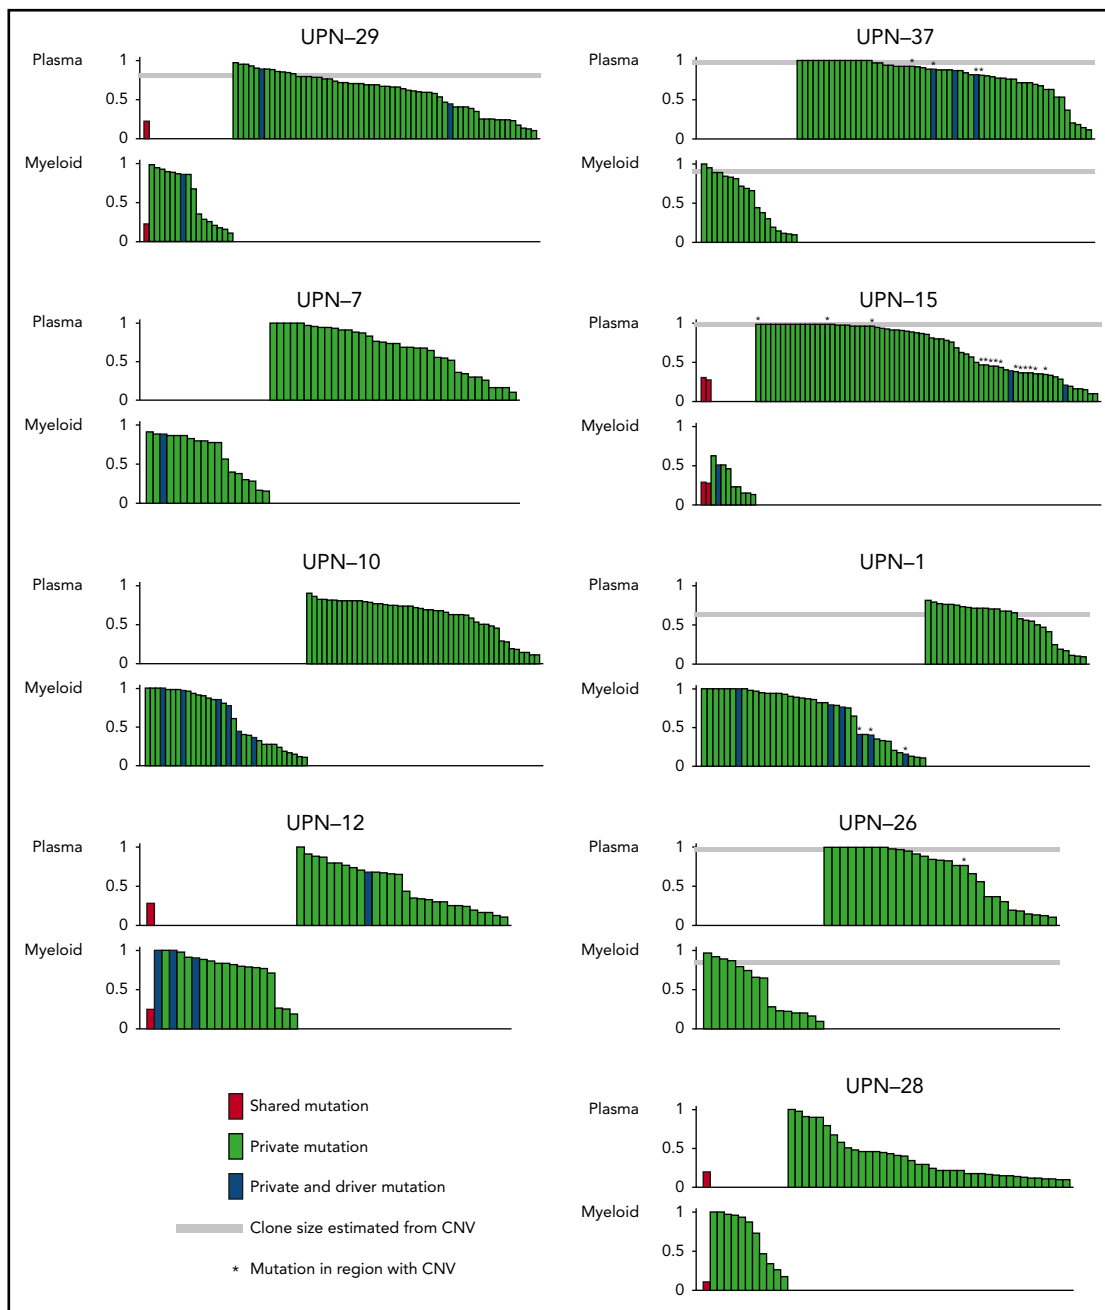 UPN–29
Plasma
1
0.5
0
Myeloid
1
0.5
0
UPN–37
Plasma
1
0.5
0
* * **
Myeloid
1
0.5
0
UPN–7
Plasma
1
0.5
0
Myeloid
1
0.5
0
UPN–15
Plasma
1
0.5
0
* * * ***** ***** *
Myeloid
1
0.5
0
UPN–10
Plasma
1
0.5
0
Myeloid
1
0.5
0
UPN–1
Plasma
1
0.5
0
Myeloid
1
0.5
0
* * *
UPN–12
Plasma
1
0.5
0
Myeloid
1
0.5
0
UPN–26
Plasma
1
0.5
0
*
Myeloid
1
0.5
0
Shared mutation
Private mutation
Private and driver mutation
Clone size estimated from CNV
* Mutation in region with CNV
UPN–28
Plasma
1
0.5
0
Myeloid
1
0.5
0